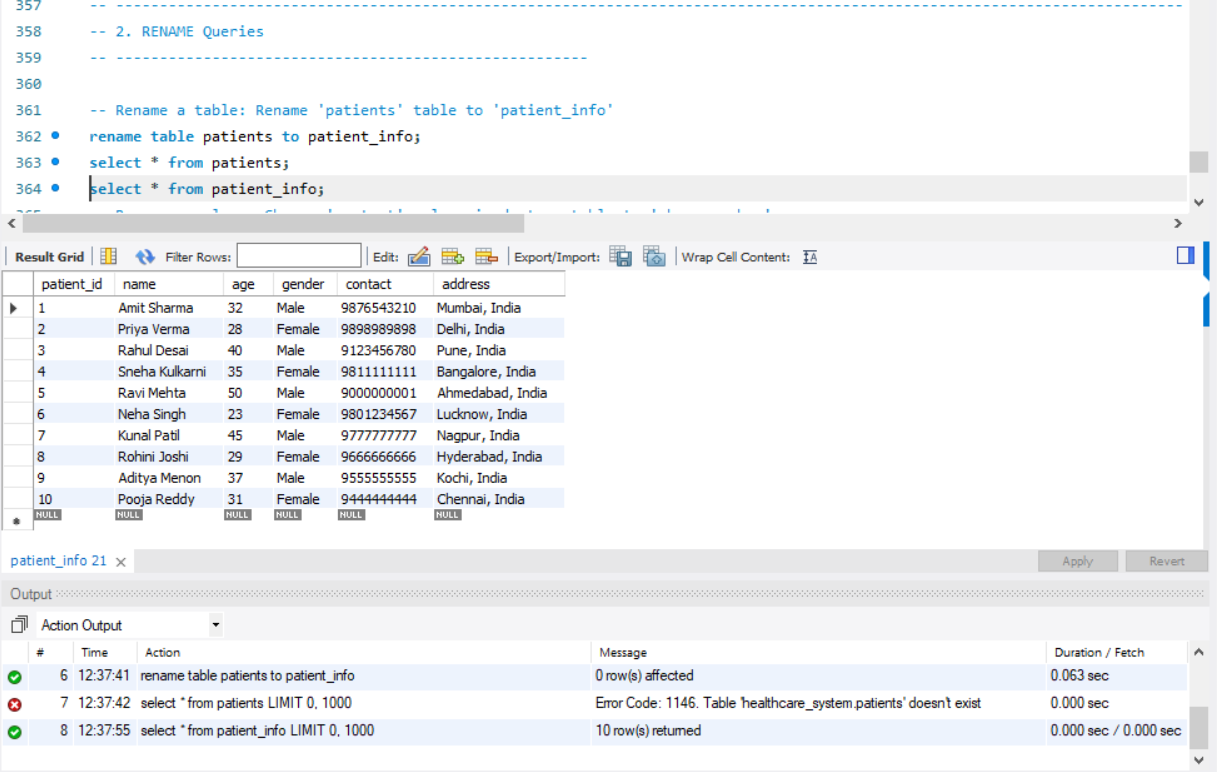 357 -- --------------------------------------------------------------------------------------------------------------------------
358 -- 2. RENAME Queries
359 -- ------------------------------------------------------
360
361 -- Rename a table: Rename 'patients' table to 'patient_info'
362 rename table patients to patient_info;
363 select * from patients;
364 select * from patient_info;
Result Grid Filter Rows: Edit: Export/Import: Wrap Cell Content: IA
patient_id name age gender contact address
1 Amit Sharma 32 Male 9876543210 Mumbai, India
2 Priya Verma 28 Female 9898989898 Delhi, India
3 Rahul Desai 40 Male 9123456780 Pune, India
4 Sneha Kulkarni 35 Female 9811111111 Bangalore, India
5 Ravi Mehta 50 Male 9000000001 Ahmedabad, India
6 Neha Singh 23 Female 9801234567 Lucknow, India
7 Kunal Patil 45 Male 9777777777 Nagpur, India
8 Rohini Joshi 29 Female 9666666666 Hyderabad, India
9 Aditya Menon 37 Male 9555555555 Kochi, India
10 Pooja Reddy 31 Female 9444444444 Chennai, India
NULL NULL NULL NULL NULL NULL
patient_info 21 Apply Revert
Output
Action Output
# Time Action Message Duration / Fetch
6 12:37:41 rename table patients to patient_info 0 row(s) affected 0.063 sec
7 12:37:42 select * from patients LIMIT 0, 1000 Error Code: 1146. Table 'healthcare_system.patients' doesn't exist 0.000 sec
8 12:37:55 select * from patient_info LIMIT 0, 1000 10 row(s) returned 0.000 sec / 0.000 sec